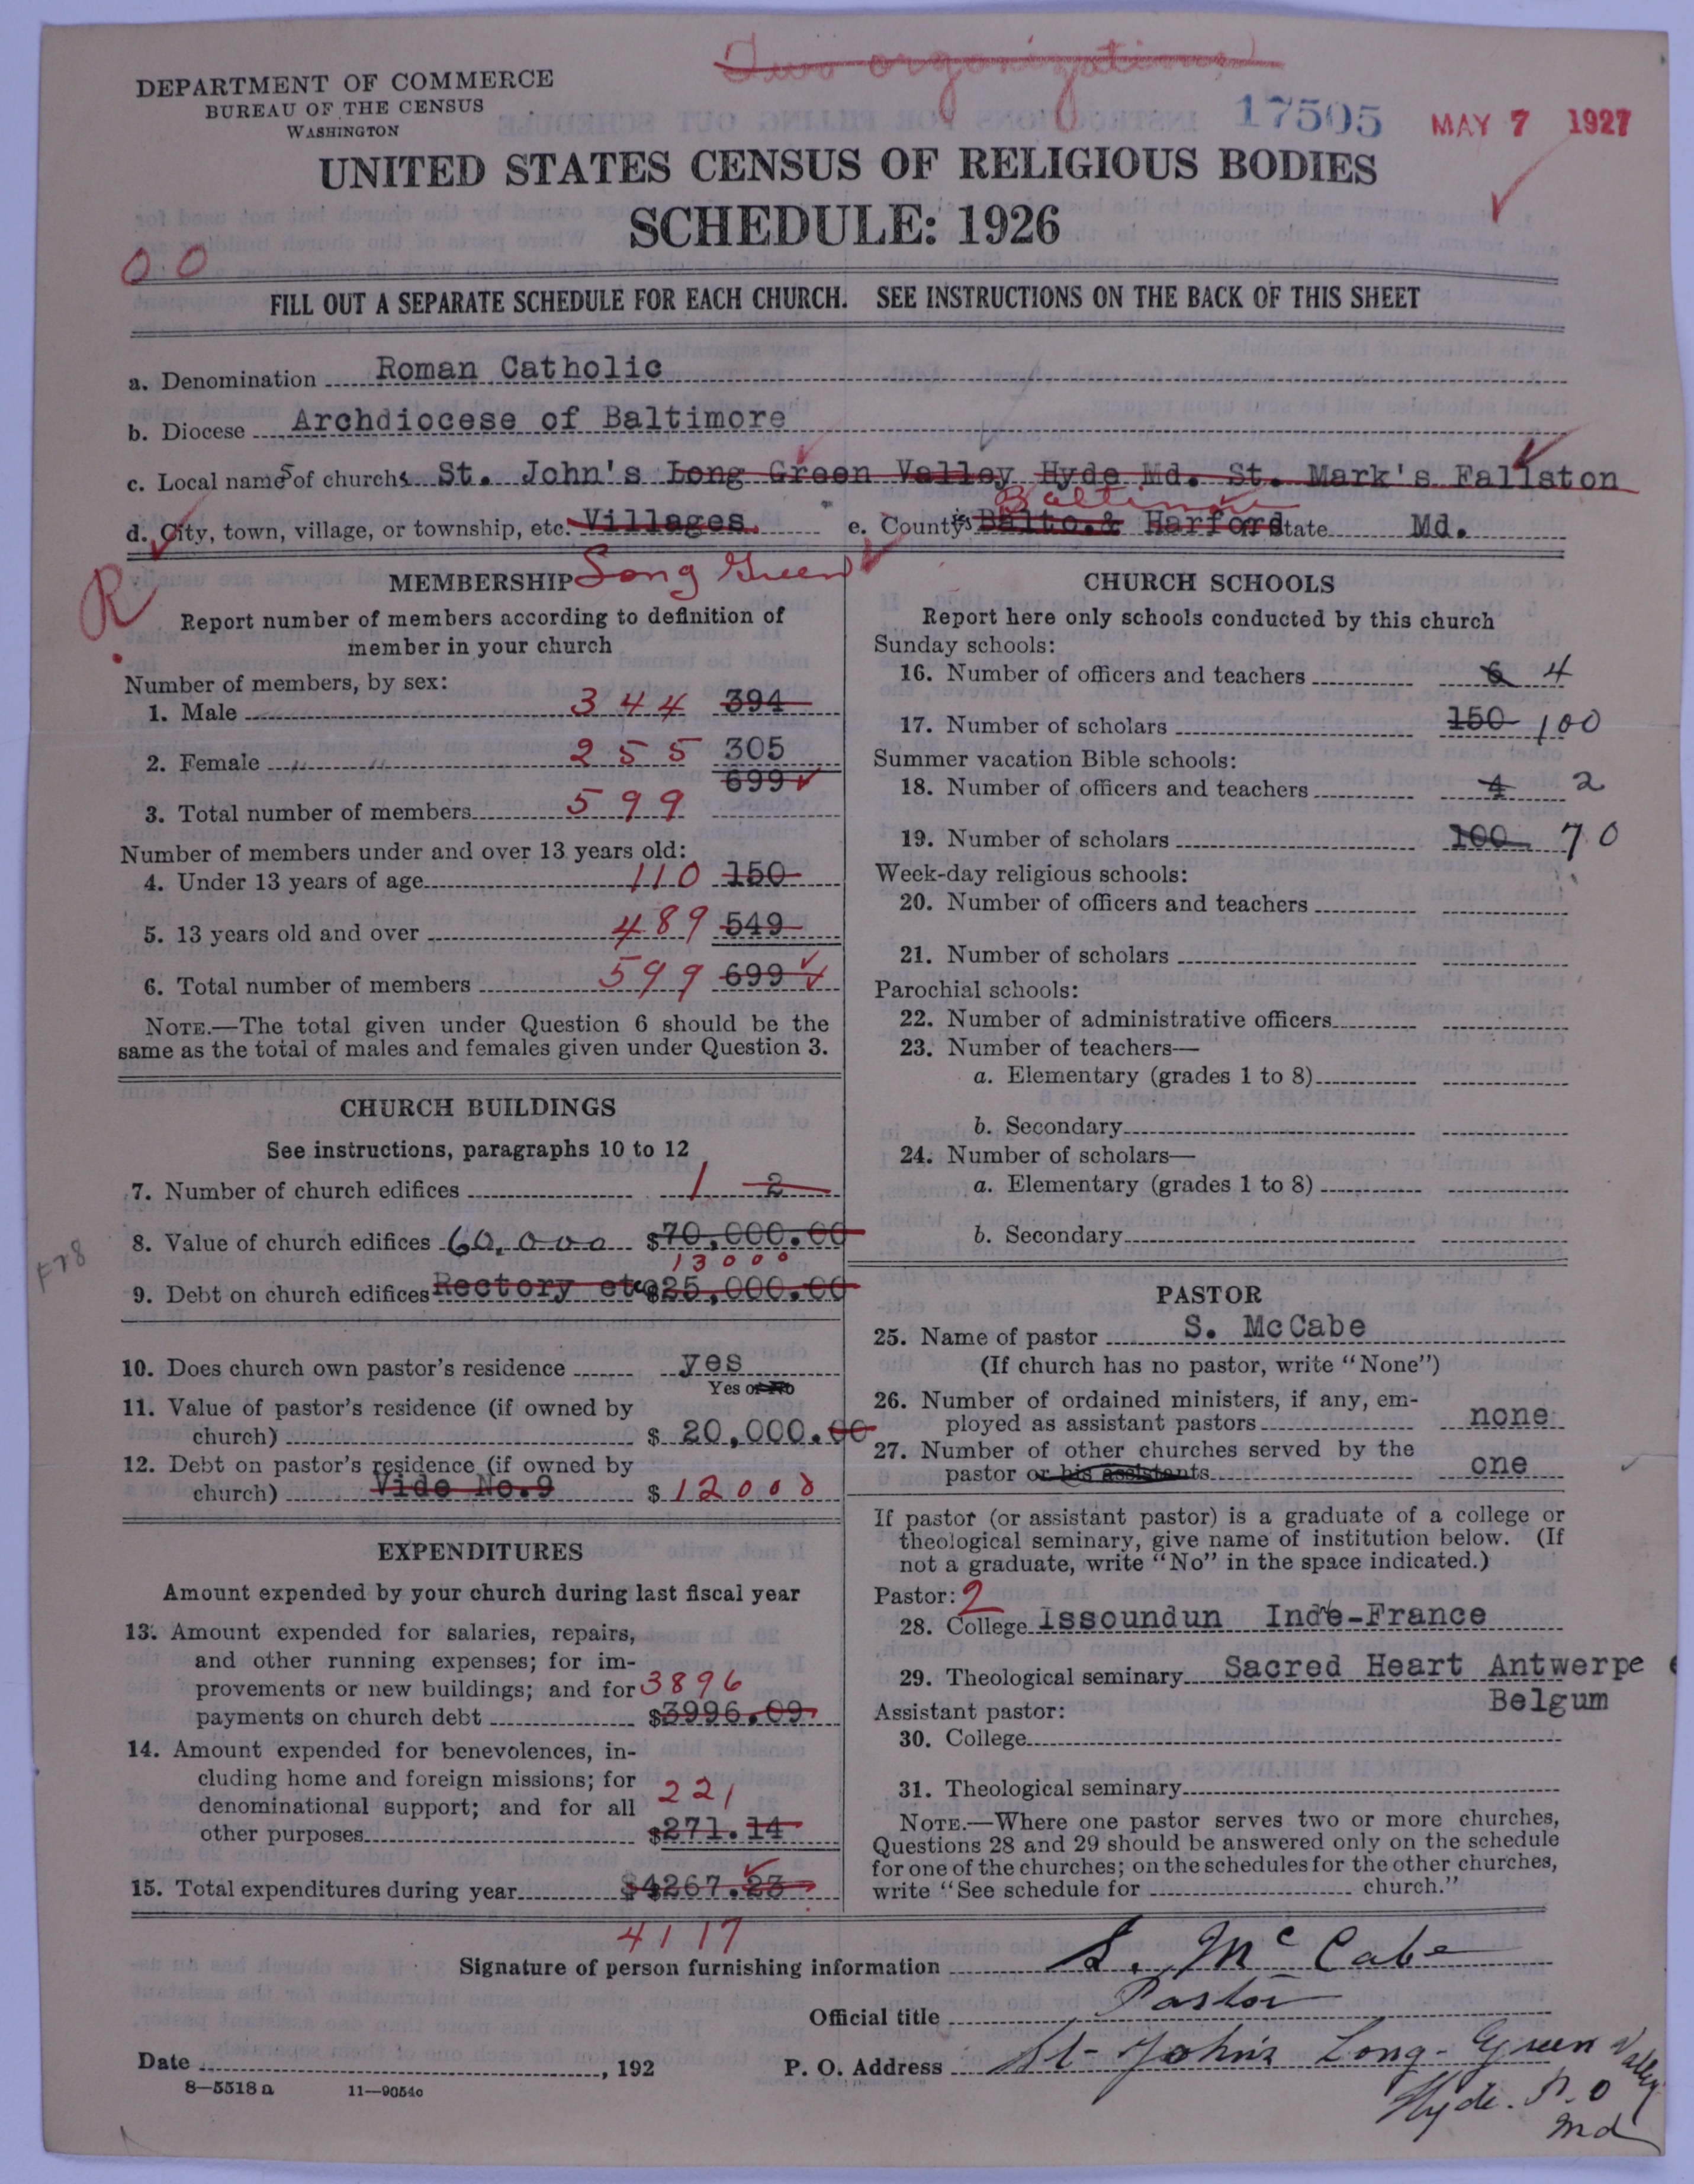 Two organizations
DEPARTMENT OF COMMERCE
BUREAU OF THE CENSUS
WASHINGTON
17505 MAY 7 1927
UNITED STATES CENSUS OF RELIGIOUS BODIES
SCHEDULE: 1926
00
FILL OUT A SEPARATE SCHEDULE FOR EACH CHURCH. SEE INSTRUCTIONS ON THE BACK OF THIS SHEET
a. Denomination Roman Catholic
b. Diocese Archdiocese of Baltimore
c. Local names of churchs St. John's Long Green Valley Hyde Md. St. Mark's Fallston
Baltimore
d. City, town, village, or township, etc. Villages. e. County's Balto.& Harford State Md.
R
MEMBERSHIP Long Green
Report number of members according to definition of
member in your church
Number of members, by sex:
1. Male 344 394
2. Female " " 255 305
699
3. Total number of members 599
Number of members under and over 13 years old:
4. Under 13 years of age 110 150
5. 13 years old and over 489 549
6. Total number of members 599 699
NOTE.—The total given under Question 6 should be the
same as the total of males and females given under Question 3.
CHURCH BUILDINGS
See instructions, paragraphs 10 to 12
7. Number of church edifices 1 2
8. Value of church edifices 60,000 $70,000.00
13000
9. Debt on church edifices Rectory etc $25,000.00
F78
10. Does church own pastor's residence yes
Yes or No
11. Value of pastor's residence (if owned by
church) $ 20,000.00
12. Debt on pastor's residence (if owned by
church) Vide No.9 $ 12000
EXPENDITURES
Amount expended by your church during last fiscal year
13. Amount expended for salaries, repairs,
and other running expenses; for im-
provements or new buildings; and for 3896
payments on church debt $3996.09
14. Amount expended for benevolences, in-
cluding home and foreign missions; for
denominational support; and for all 221
other purposes $271.14
15. Total expenditures during year $4267.23
4117
CHURCH SCHOOLS
Report here only schools conducted by this church
Sunday schools:
16. Number of officers and teachers 6 4
17. Number of scholars 150 100
Summer vacation Bible schools:
18. Number of officers and teachers 4 2
19. Number of scholars 100 70
Week-day religious schools:
20. Number of officers and teachers
21. Number of scholars
Parochial schools:
22. Number of administrative officers
23. Number of teachers—
a. Elementary (grades 1 to 8)
b. Secondary
24. Number of scholars—
a. Elementary (grades 1 to 8)
b. Secondary
PASTOR
25. Name of pastor S. McCabe
(If church has no pastor, write "None")
26. Number of ordained ministers, if any, em-
ployed as assistant pastors none
27. Number of other churches served by the
pastor or his assistants one
If pastor (or assistant pastor) is a graduate of a college or
theological seminary, give name of institution below. (If
not a graduate, write "No" in the space indicated.)
Pastor: 2
28. College Issoundun Inde-France
29. Theological seminary Sacred Heart Antwerpe
Belgum
Assistant pastor:
30. College
31. Theological seminary
NOTE.—Where one pastor serves two or more churches,
Questions 28 and 29 should be answered only on the schedule
for one of the churches; on the schedules for the other churches,
write "See schedule for church."
Signature of person furnishing information S. McCabe
Official title Pastor
Date , 192 P. O. Address St-John's Long-Green Valley
8—5518a 11—9054c
Hyde. P.O
Md